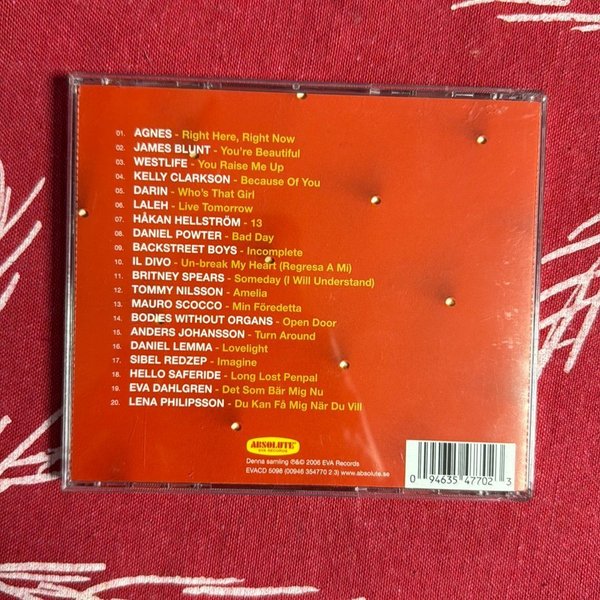 01. AGNES - Right Here, Right Now
02. JAMES BLUNT - You're Beautiful
03. WESTLIFE - You Raise Me Up
04. KELLY CLARKSON - Because Of You
05. DARIN - Who's That Girl
06. LALEH - Live Tomorrow
07. HÅKAN HELLSTRÖM - 13
08. DANIEL POWTER - Bad Day
09. BACKSTREET BOYS - Incomplete
10. IL DIVO - Un-break My Heart (Regresa A Mi)
11. BRITNEY SPEARS - Someday (I Will Understand)
12. TOMMY NILSSON - Amelia
13. MAURO SCOCCO - Min Föredetta
14. BODIES WITHOUT ORGANS - Open Door
15. ANDERS JOHANSSON - Turn Around
16. DANIEL LEMMA - Lovelight
17. SIBEL REDZEP - Imagine
18. HELLO SAFERIDE - Long Lost Penpal
19. EVA DAHLGREN - Det Som Bär Mig Nu
20. LENA PHILIPSSON - Du Kan Få Mig När Du Vill
ABSOLUTE
EVA RECORDS
Denna samling ℗&© 2006 EVA Records
EVACD 5098 (00946 354770 2 3) www.absolute.se
0 94635 47702 3